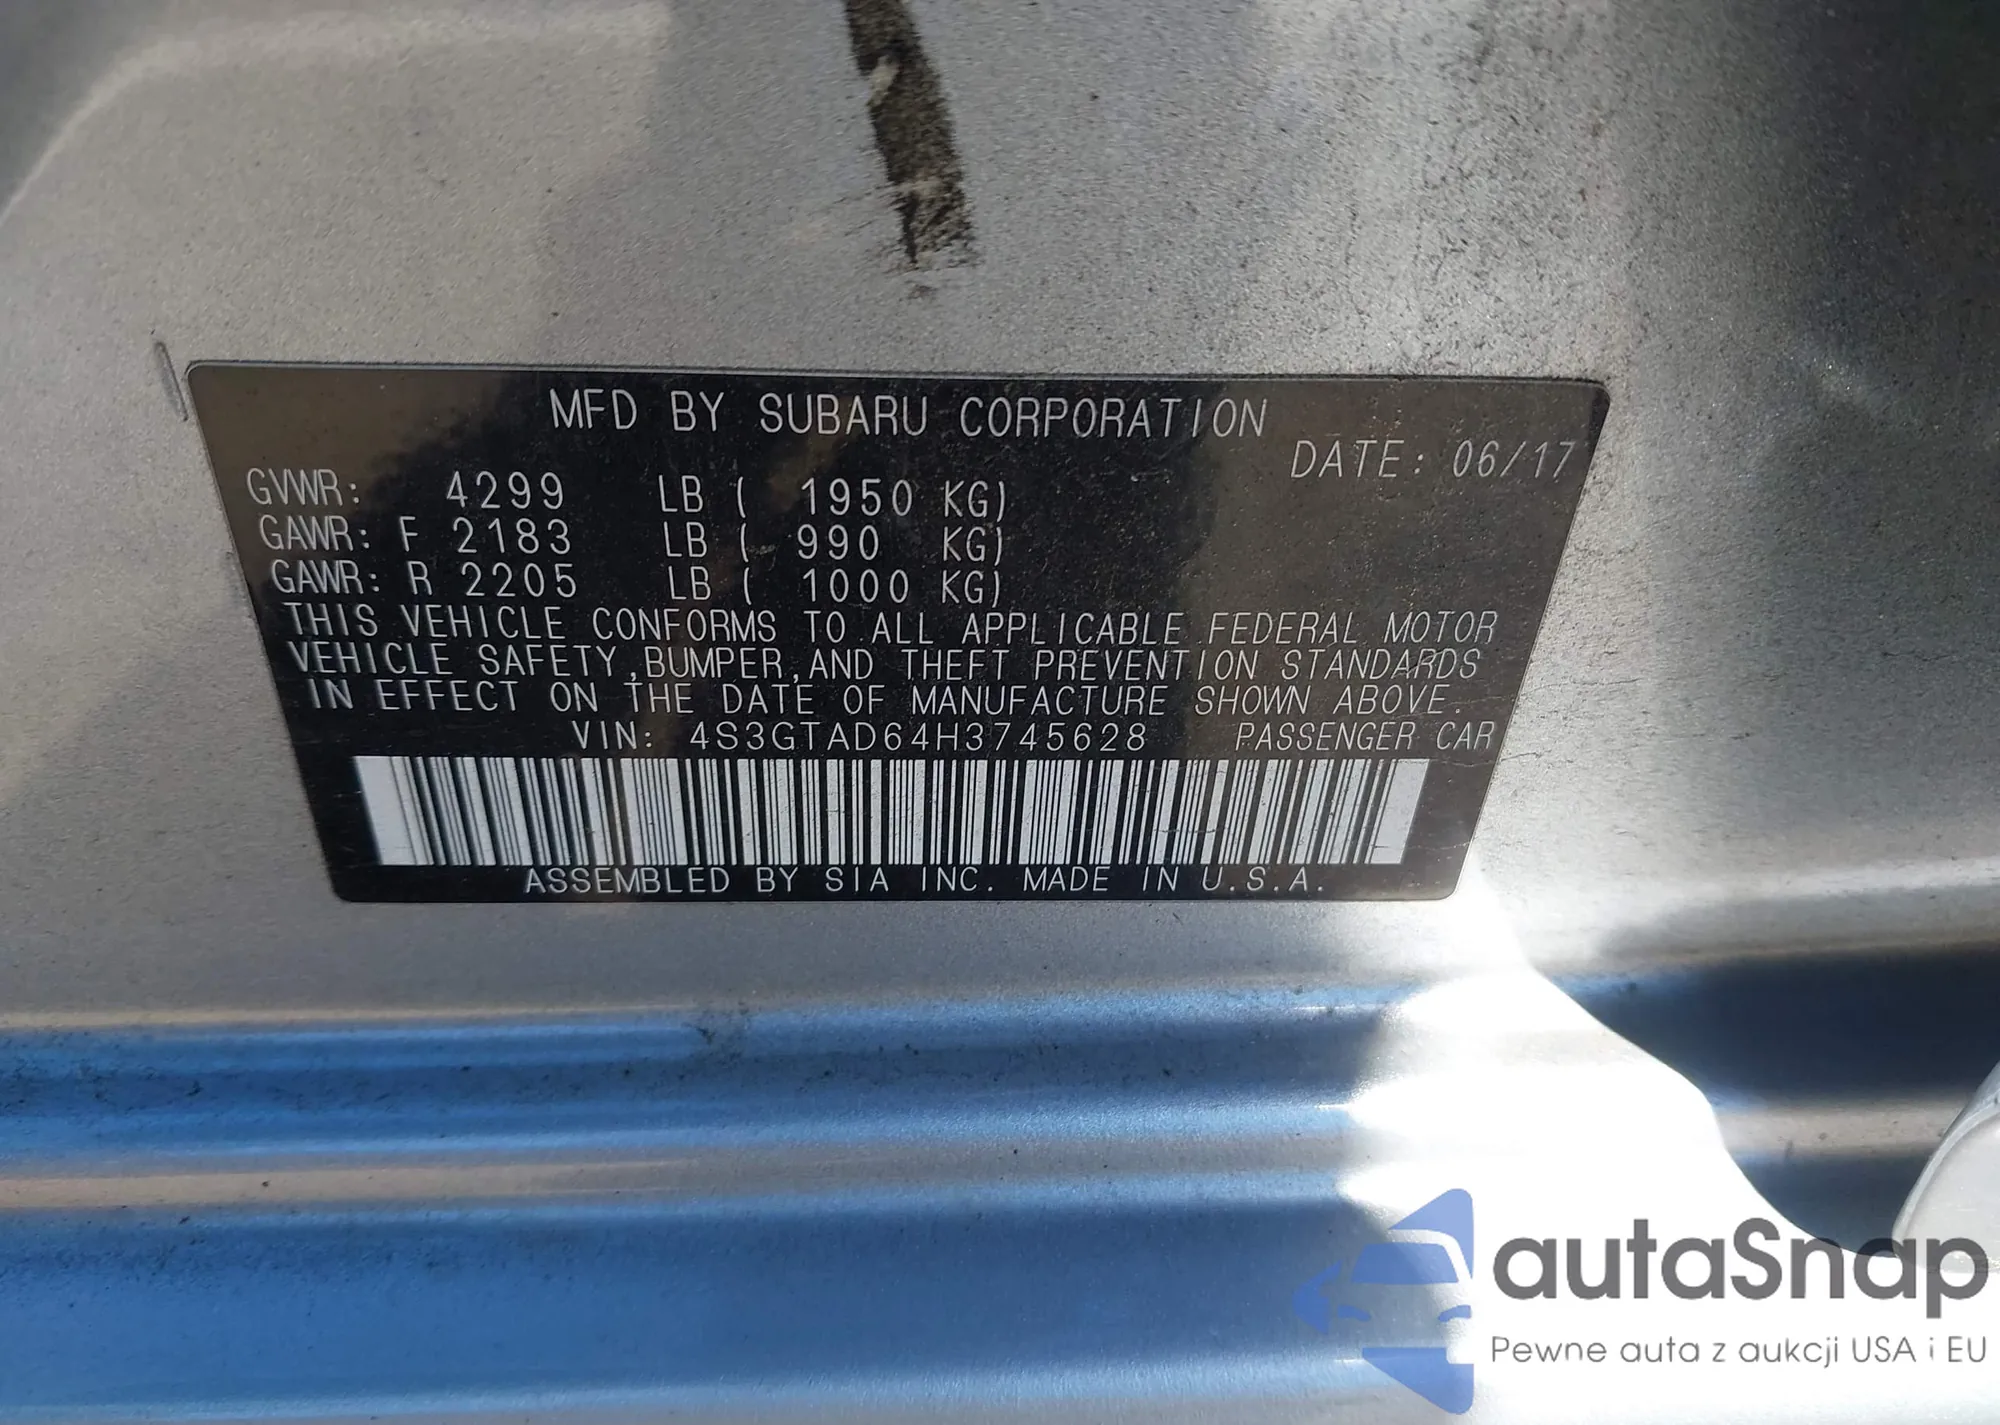 MFD BY SUBARU CORPORATION
DATE: 06/17
GVWR: 4299 LB ( 1950 KG)
GAWR: F 2183 LB ( 990 KG)
GAWR: R 2205 LB ( 1000 KG)
THIS VEHICLE CONFORMS TO ALL APPLICABLE FEDERAL MOTOR
VEHICLE SAFETY,BUMPER,AND THEFT PREVENTION STANDARDS
IN EFFECT ON THE DATE OF MANUFACTURE SHOWN ABOVE.
VIN: 4S3GTAD64H3745628 PASSENGER CAR
ASSEMBLED BY SIA INC. MADE IN U.S.A.
autaSnap
Pewne auta z aukcji USA i EU